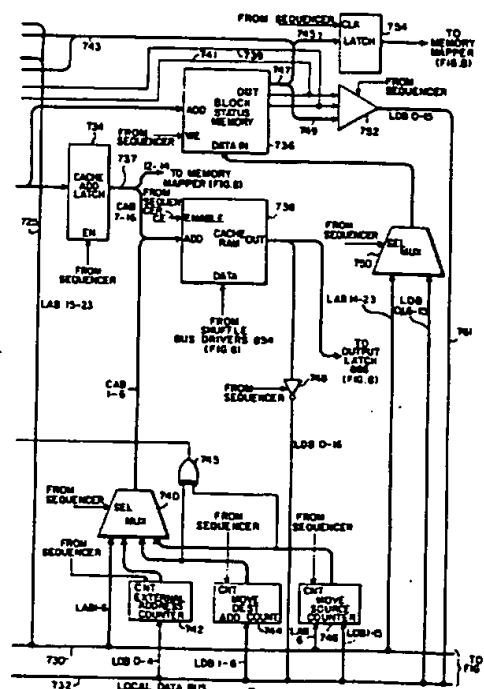 FROM SEQUENCER
CLK
LATCH
754
TO
MEMORY
MAPPER
(FIG.8)
743
745
741
739
747
OUT
ADD
BLOCK
STATUS
MEMORY
FROM
SEQUENCER
WE
DATA IN
736
749
FROM
SEQUENCER
752
LDB 0-15
734
CACHE
ADD
LATCH
EN
737
12-14
TO MEMORY
MAPPER (FIG.8)
CAB
7-16
FROM
SEQUENCER
ENABLE
738
ADD
CACHE
RAM
OUT
DATA
725
FROM
SEQUENCER
LAB 15-23
FROM
SEQUENCER
SEL
MUX
750
LAB 14-23
761
FROM
SHUFFLE
BUS DRIVERS 854
(FIG.8)
TO
OUTPUT
LATCH
(FIG.8)
CAB
1-6
FROM
SEQUENCER
748
LDB 0-16
745
FROM
SEQUENCER
SEL
MUX
740
FROM
SEQUENCER
FROM
SEQUENCER
FROM
SEQUENCER
CNT
EXTERNAL
ADDRESS
COUNTER
742
CNT
MOVE
DEST
ADD COUNT
744
CNT
MOVE
SOURCE
COUNTER
746
LAB
6
LDB 1-15
730
LDB 0-4
LDB 1-6
TO
FIG
732
LOCAL DATA BUS